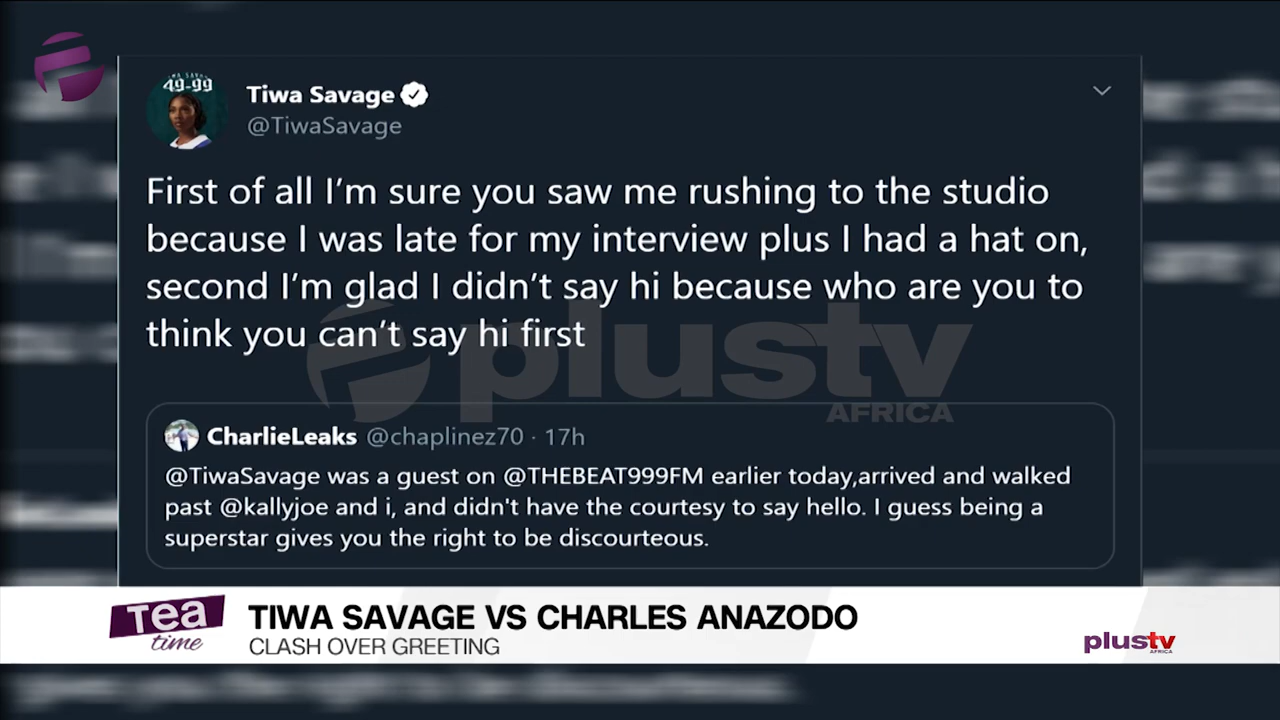 49-99
Tiwa Savage
@TiwaSavage
First of all I’m sure you saw me rushing to the studio
because I was late for my interview plus I had a hat on,
second I’m glad I didn’t say hi because who are you to
think you can’t say hi first
plustv
AFRICA
CharlieLeaks @chaplinez70 · 17h
@TiwaSavage was a guest on @THEBEAT999FM earlier today,arrived and walked
past @kallyjoe and i, and didn't have the courtesy to say hello. I guess being a
superstar gives you the right to be discourteous.
Tea
time
TIWA SAVAGE VS CHARLES ANAZODO
CLASH OVER GREETING
plustv
AFRICA